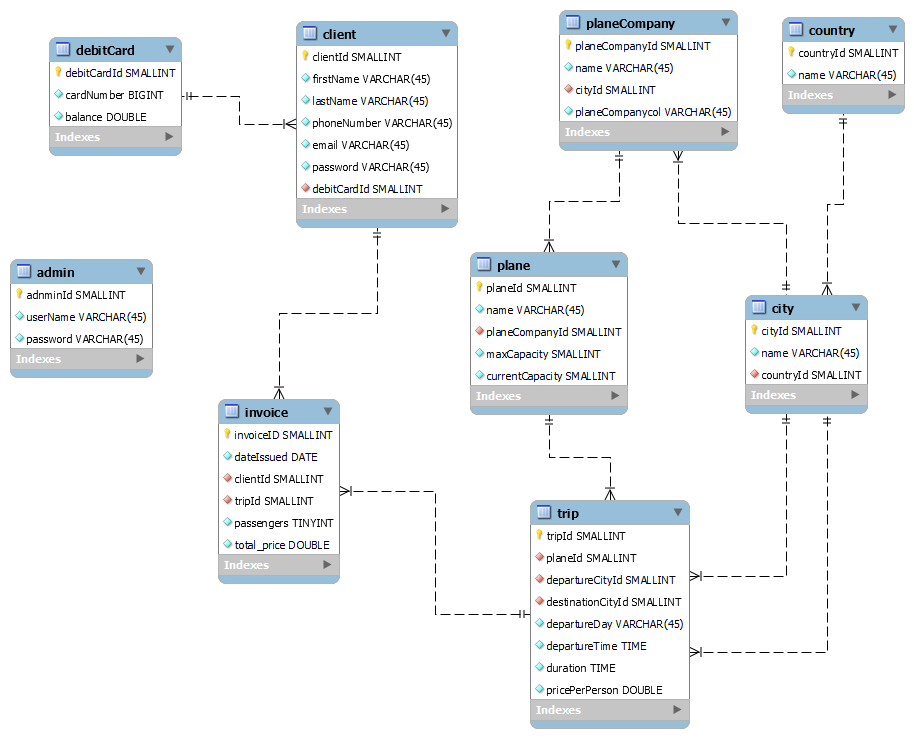 debitCard
debitCardId SMALLINT
cardNumber BIGINT
balance DOUBLE
Indexes
client
clientId SMALLINT
firstName VARCHAR(45)
lastName VARCHAR(45)
phoneNumber VARCHAR(45)
email VARCHAR(45)
password VARCHAR(45)
debitCardId SMALLINT
Indexes
planeCompany
planeCompanyId SMALLINT
name VARCHAR(45)
cityId SMALLINT
planeCompanycol VARCHAR(45)
Indexes
country
countryId SMALLINT
name VARCHAR(45)
Indexes
admin
adnminId SMALLINT
userName VARCHAR(45)
password VARCHAR(45)
Indexes
plane
planeId SMALLINT
name VARCHAR(45)
planeCompanyId SMALLINT
maxCapacity SMALLINT
currentCapacity SMALLINT
Indexes
city
cityId SMALLINT
name VARCHAR(45)
countryId SMALLINT
Indexes
invoice
invoiceID SMALLINT
dateIssued DATE
clientId SMALLINT
tripId SMALLINT
passengers TINYINT
total_price DOUBLE
Indexes
trip
tripId SMALLINT
planeId SMALLINT
departureCityId SMALLINT
destinationCityId SMALLINT
departureDay VARCHAR(45)
departureTime TIME
duration TIME
pricePerPerson DOUBLE
Indexes